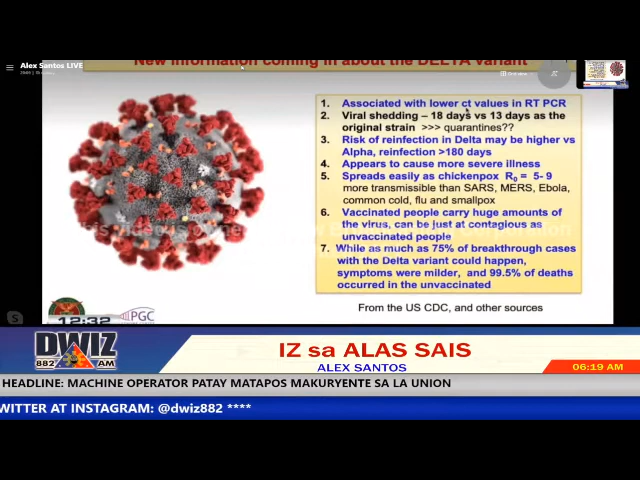 New information coming in about the DELTA variant
Alex Santos LIVE
1. Associated with lower ct values in RT PCR
2. Viral shedding – 18 days vs 13 days as the
original strain >>> quarantines??
3. Risk of reinfection in Delta may be higher vs
Alpha, reinfection >180 days
4. Appears to cause more severe illness
5. Spreads easily as chickenpox R₀ = 5- 9
more transmissible than SARS, MERS, Ebola,
common cold, flu and smallpox
6. Vaccinated people carry huge amounts of
the virus, can be just at contagious as
unvaccinated people
7. While as much as 75% of breakthrough cases
with the Delta variant could happen,
symptoms were milder, and 99.5% of deaths
occurred in the unvaccinated
From the US CDC, and other sources
12:32
PGC
DWIZ
882 AM
IZ sa ALAS SAIS
ALEX SANTOS
06:19 AM
HEADLINE: MACHINE OPERATOR PATAY MATAPOS MAKURYENTE SA LA UNION
WITTER AT INSTAGRAM: @dwiz882 ****